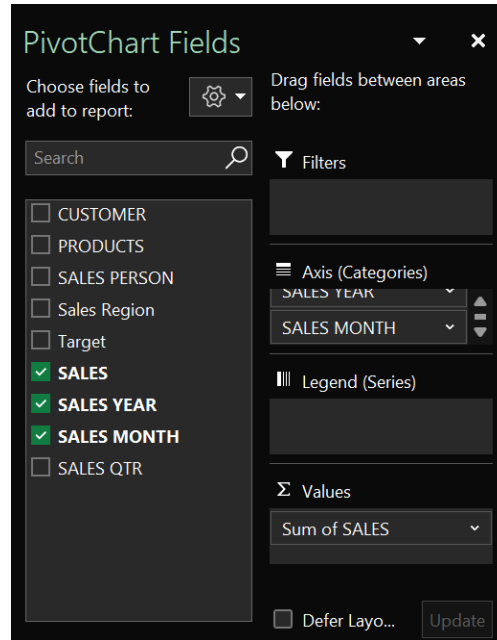 PivotChart Fields
Choose fields to
add to report:
Search
CUSTOMER
PRODUCTS
SALES PERSON
Sales Region
Target
SALES
SALES YEAR
SALES MONTH
SALES QTR
Drag fields between areas
below:
Filters
Axis (Categories)
SALES YEAR
SALES MONTH
Legend (Series)
Σ Values
Sum of SALES
Defer Layo...
Update